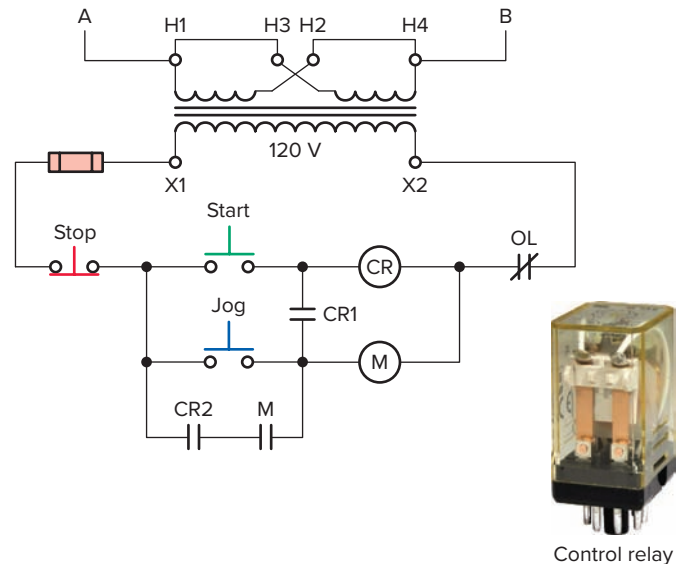 A H1 H3 H2 H4 B
120 V
X1 X2
Start
Stop OL
CR
Jog CR1
M
CR2 M
Control relay